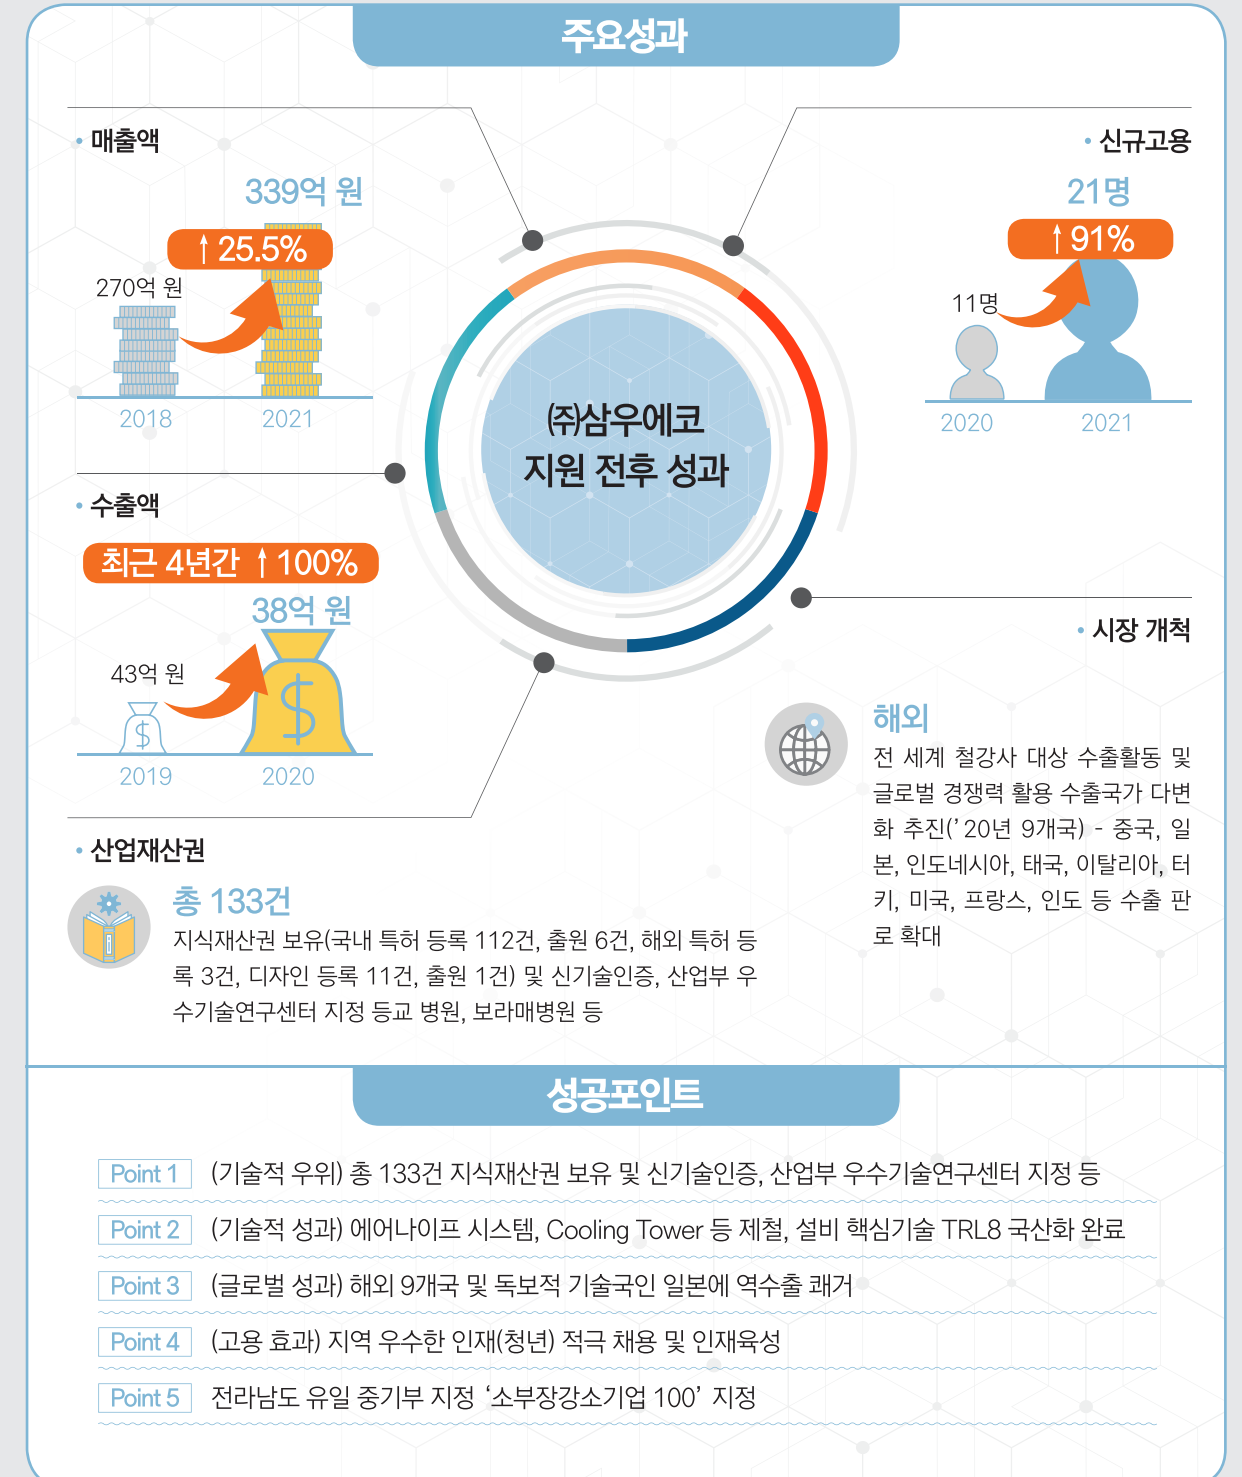 주요성과
• 매출액
339억 원
↑ 25.5%
270억 원
2018
2021
• 신규고용
21명
↑ 91%
11명
2020
2021
㈜삼우에코
지원 전후 성과
• 수출액
최근 4년간 ↑ 100%
38억 원
43억 원
$
$
2019
2020
• 시장 개척
해외
전 세계 철강사 대상 수출활동 및
글로벌 경쟁력 활용 수출국가 다변
화 추진(’20년 9개국) - 중국, 일
본, 인도네시아, 태국, 이탈리아, 터
키, 미국, 프랑스, 인도 등 수출 판
로 확대
• 산업재산권
총 133건
지식재산권 보유(국내 특허 등록 112건, 출원 6건, 해외 특허 등
록 3건, 디자인 등록 11건, 출원 1건) 및 신기술인증, 산업부 우
수기술연구센터 지정 등교 병원, 보라매병원 등
성공포인트
Point 1 (기술적 우위) 총 133건 지식재산권 보유 및 신기술인증, 산업부 우수기술연구센터 지정 등
Point 2 (기술적 성과) 에어나이프 시스템, Cooling Tower 등 제철, 설비 핵심기술 TRL8 국산화 완료
Point 3 (글로벌 성과) 해외 9개국 및 독보적 기술국인 일본에 역수출 쾌거
Point 4 (고용 효과) 지역 우수한 인재(청년) 적극 채용 및 인재육성
Point 5 전라남도 유일 중기부 지정 ‘소부장강소기업 100’ 지정